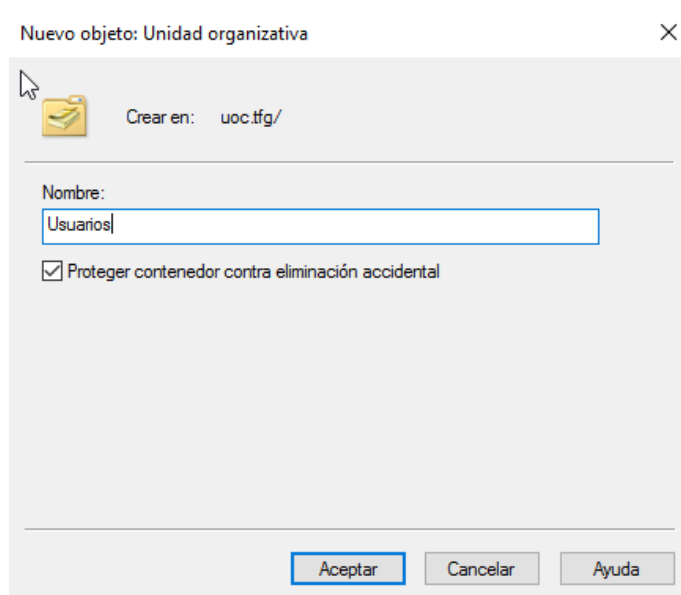 Nuevo objeto: Unidad organizativa
Crear en: uoc.tfg/
Nombre:
Usuarios
Proteger contenedor contra eliminación accidental
Aceptar Cancelar Ayuda